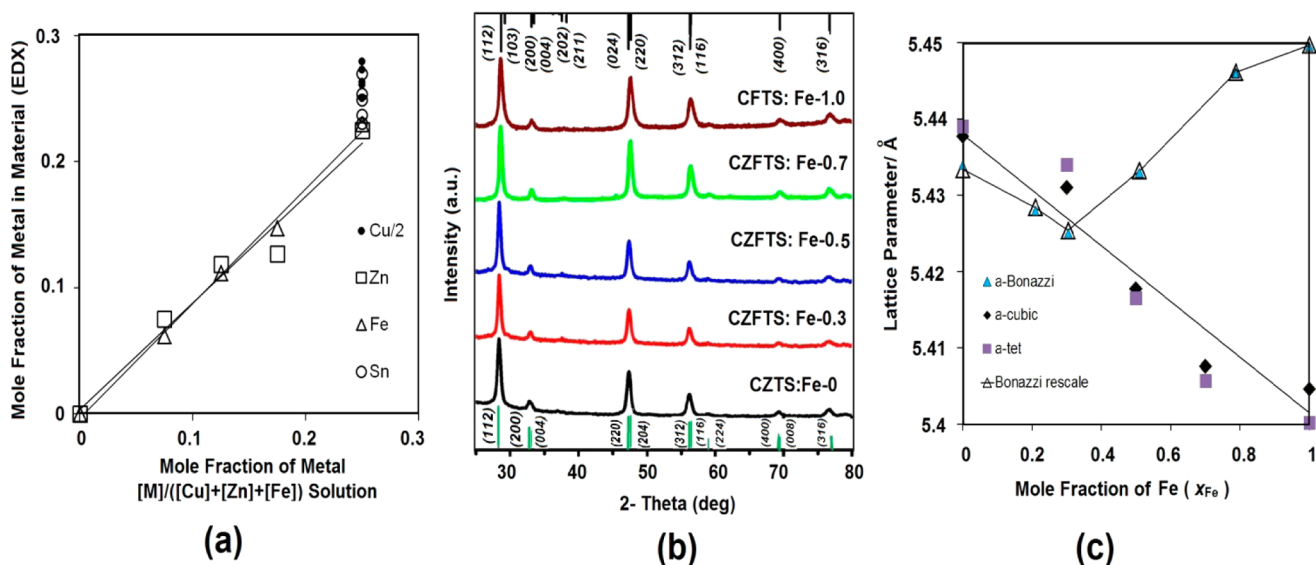 0.3
0.2
0.1
0
0
0.1
0.2
0.3
Mole Fraction of Metal in Material (EDX)
Cu/2
Zn
Fe
Sn
Mole Fraction of Metal
[M]/([Cu]+[Zn]+[Fe]) Solution
(a)
(112)
(103)
(200)
(004)
(202)
(211)
(024)
(220)
(312)
(116)
(400)
(316)
CFTS: Fe-1.0
CZFTS: Fe-0.7
CZFTS: Fe-0.5
CZFTS: Fe-0.3
CZTS:Fe-0
(112)
(200)
(004)
(220)
(204)
(312)
(116)
(224)
(400)
(008)
(316)
Intensity (a.u.)
30
40
50
60
70
80
2- Theta (deg)
(b)
5.45
5.44
5.43
5.42
5.41
5.4
Lattice Parameter/ Å
a-Bonazzi
a-cubic
a-tet
Bonazzi rescale
0
0.2
0.4
0.6
0.8
1
Mole Fraction of Fe ( xFe)
(c)